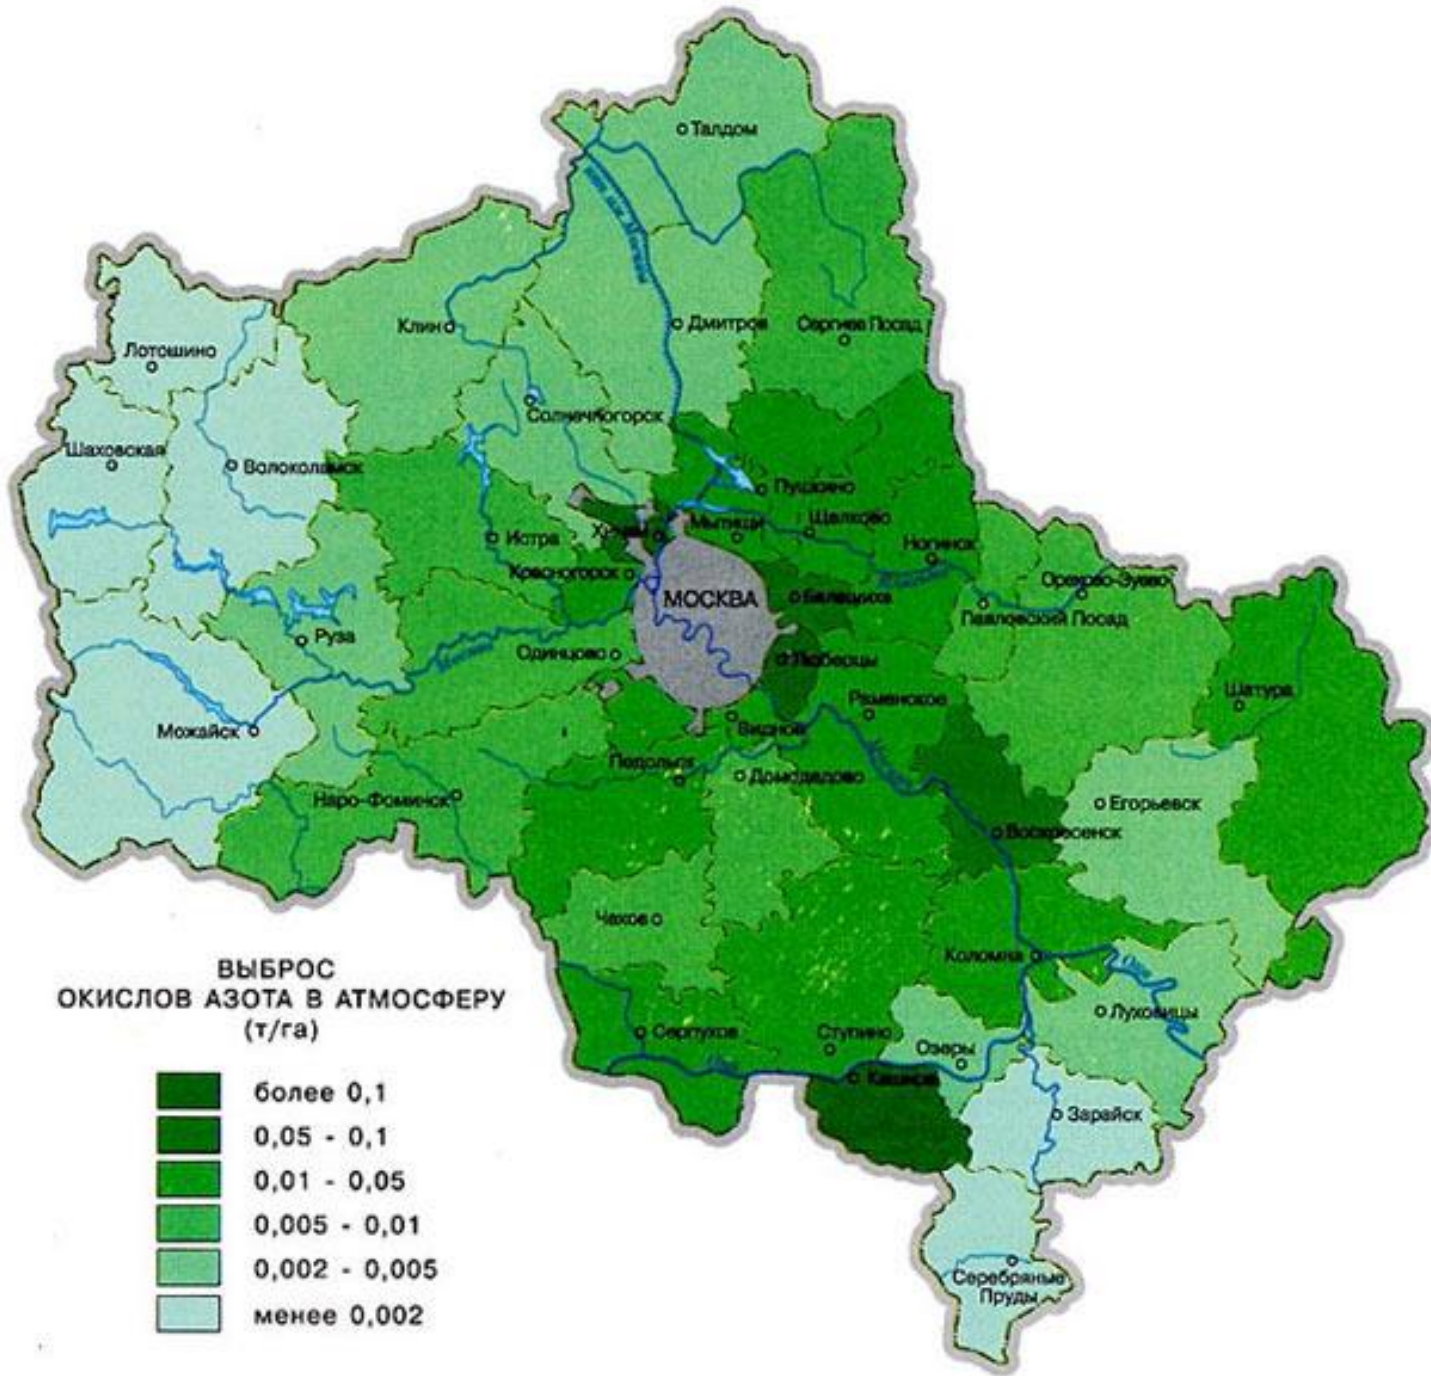 Талдом
Клин
Дмитров
Сергиев Посад
Лотошино
Солнечногорск
Шаховская
Волоколамск
Пушкино
Щелково
Мытищи
Истра
Ногинск
Красногорск
Орехово-Зуево
МОСКВА
Балашиха
Павловский Посад
Руза
Одинцово
Люберцы
Раменское
Шатура
Можайск
Видное
Подольск
Домодедово
Наро-Фоминск
Егорьевск
Воскресенск
Чехов
Коломна
Ока
Луховицы
Серпухов
Ступино
Озеры
Ока
Кашира
Зарайск
Серебряные
Пруды
ВЫБРОС
ОКИСЛОВ АЗОТА В АТМОСФЕРУ
(т/га)
более 0,1
0,05 - 0,1
0,01 - 0,05
0,005 - 0,01
0,002 - 0,005
менее 0,002